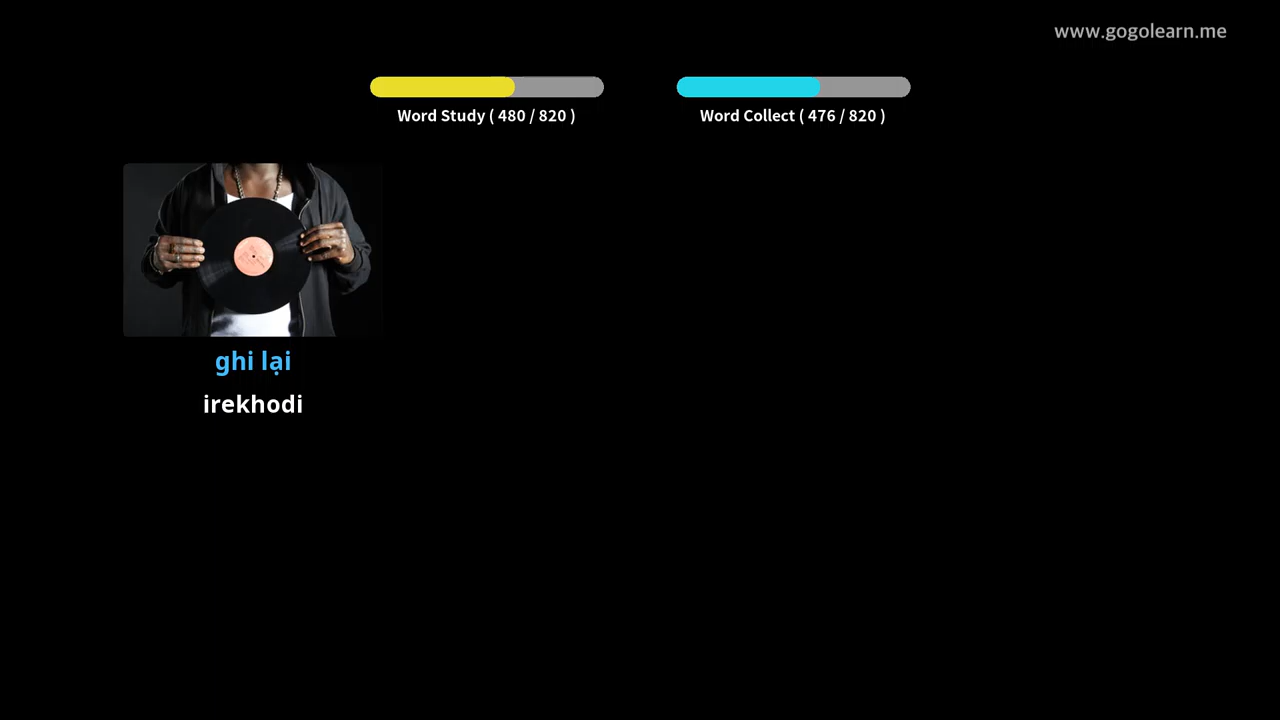 www.gogolearn.me
Word Study ( 480 / 820 )
Word Collect ( 476 / 820 )
ghi lại
irekhodi